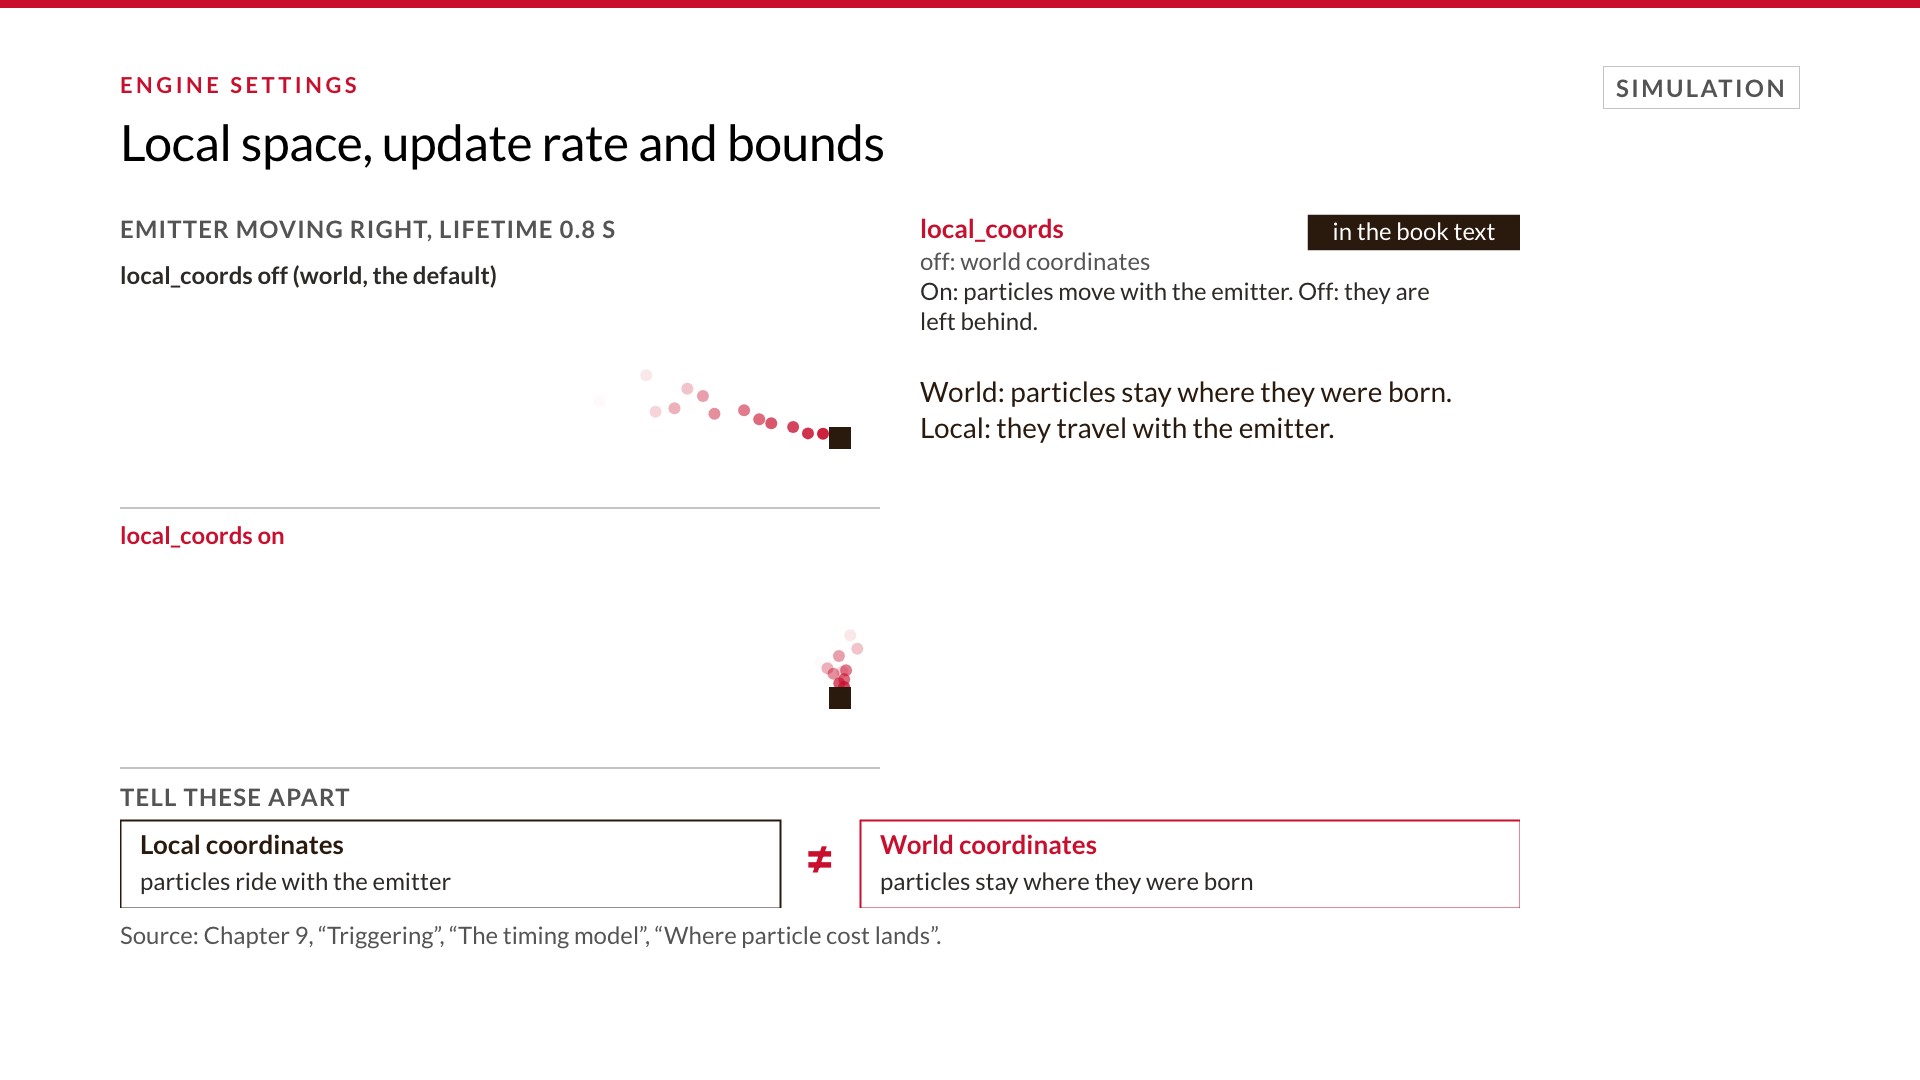 ENGINE SETTINGS
SIMULATION
Local space, update rate and bounds
EMITTER MOVING RIGHT, LIFETIME 0.8 S
local_coords off (world, the default)
local_coords on
local_coords
in the book text
off: world coordinates
On: particles move with the emitter. Off: they are
left behind.
World: particles stay where they were born.
Local: they travel with the emitter.
TELL THESE APART
Local coordinates
particles ride with the emitter
≠
World coordinates
particles stay where they were born
Source: Chapter 9, “Triggering”, “The timing model”, “Where particle cost lands”.